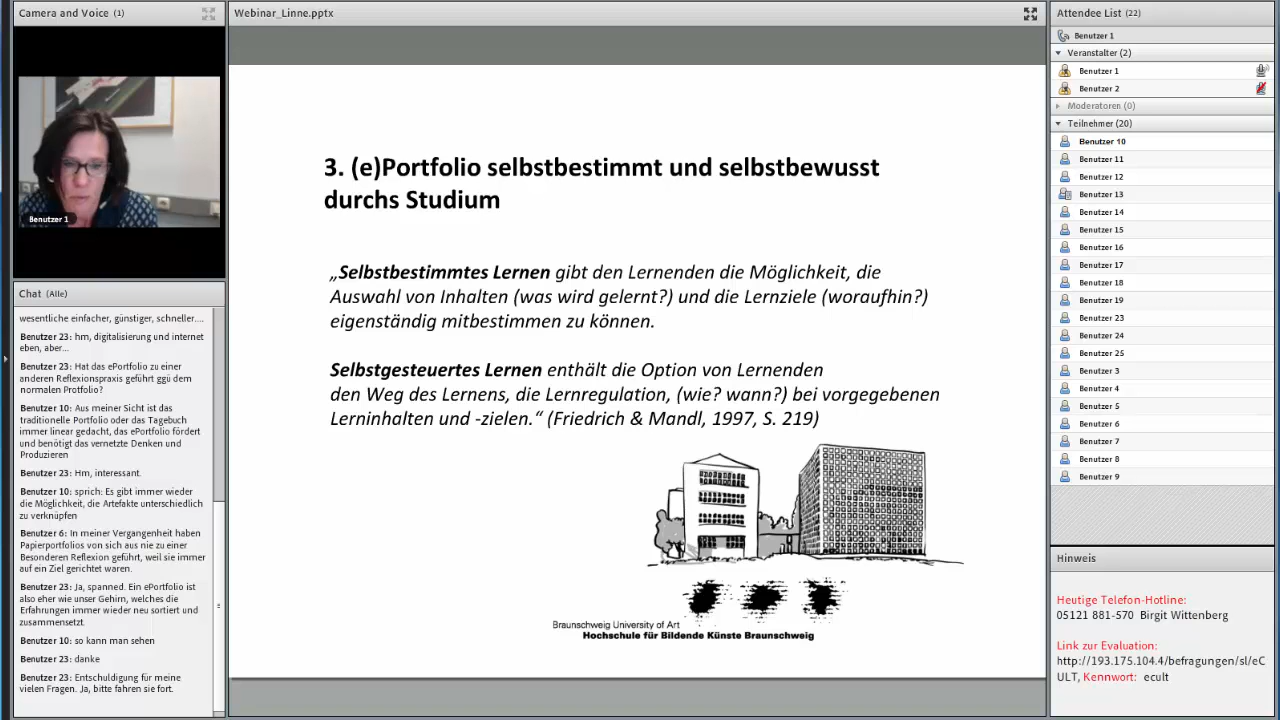 Camera and Voice (1)
Benutzer 1
Chat (Alle)
wesentliche einfacher, günstiger, schneller....
Benutzer 23: hm, digitalisierung und internet
eben, aber...
Benutzer 23: Hat das ePortfolio zu einer
anderen Reflexionspraxis geführt ggü dem
normalen Protfolio?
Benutzer 10: Aus meiner Sicht ist das
traditionelle Portfolio oder das Tagebuch
immer linear gedacht, das ePortfolio fördert
und benötigt das vernetzte Denken und
Produzieren
Benutzer 23: Hm, interessant.
Benutzer 10: sprich: Es gibt immer wieder
die Möglichkeit, die Artefakte unterschiedlich
zu verknüpfen
Benutzer 6: In meiner Vergangenheit haben
Papierportfolios von sich aus nie zu einer
Besonderen Reflexion geführt, weil sie immer
auf ein Ziel gerichtet waren.
Benutzer 23: Ja, spanned. Ein ePortfolio ist
also eher wie unser Gehirn, welches die
Erfahrungen immer wieder neu sortiert und
zusammensetzt.
Benutzer 10: so kann man sehen
Benutzer 23: danke
Benutzer 23: Entschuldigung für meine
vielen Fragen. Ja, bitte fahren sie fort.
Webinar_Linne.pptx
3. (e)Portfolio selbstbestimmt und selbstbewusst
durchs Studium
„Selbstbestimmtes Lernen gibt den Lernenden die Möglichkeit, die
Auswahl von Inhalten (was wird gelernt?) und die Lernziele (woraufhin?)
eigenständig mitbestimmen zu können.
Selbstgesteuertes Lernen enthält die Option von Lernenden
den Weg des Lernens, die Lernregulation, (wie? wann?) bei vorgegebenen
Lerninhalten und -zielen.“ (Friedrich & Mandl, 1997, S. 219)
Braunschweig University of Art
Hochschule für Bildende Künste Braunschweig
Attendee List (22)
Benutzer 1
Veranstalter (2)
Benutzer 1
Benutzer 2
Moderatoren (0)
Teilnehmer (20)
Benutzer 10
Benutzer 11
Benutzer 12
Benutzer 13
Benutzer 14
Benutzer 15
Benutzer 16
Benutzer 17
Benutzer 18
Benutzer 19
Benutzer 23
Benutzer 24
Benutzer 25
Benutzer 3
Benutzer 4
Benutzer 5
Benutzer 6
Benutzer 7
Benutzer 8
Benutzer 9
Hinweis
Heutige Telefon-Hotline:
05121 881-570 Birgit Wittenberg
Link zur Evaluation:
http://193.175.104.4/befragungen/sl/eC
ULT, Kennwort: ecult